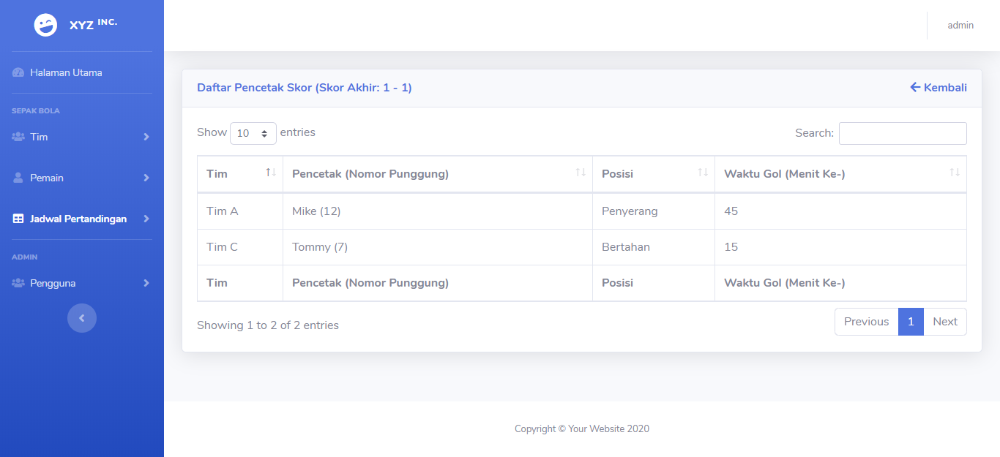 XYZ INC.
admin
Halaman Utama
SEPAK BOLA
Tim
Pemain
Jadwal Pertandingan
ADMIN
Pengguna
Daftar Pencetak Skor (Skor Akhir: 1 - 1)
Kembali
Show 10 entries
Search:
Tim Pencetak (Nomor Punggung) Posisi Waktu Gol (Menit Ke-)
Tim A Mike (12) Penyerang 45
Tim C Tommy (7) Bertahan 15
Tim Pencetak (Nomor Punggung) Posisi Waktu Gol (Menit Ke-)
Showing 1 to 2 of 2 entries
Previous 1 Next
Copyright © Your Website 2020